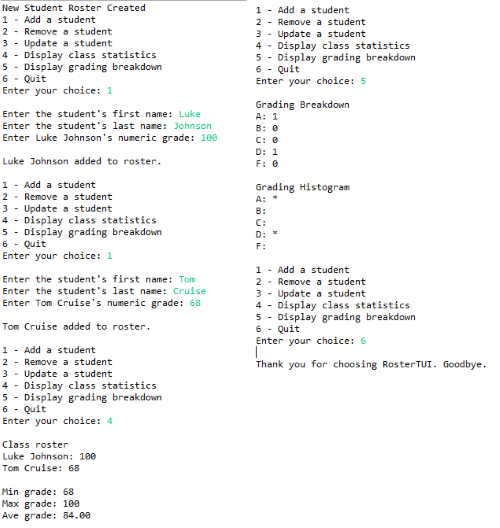 New Student Roster Created
1 - Add a student
2 - Remove a student
3 - Update a student
4 - Display class statistics
5 - Display grading breakdown
6 - Quit
Enter your choice: 1

Enter the student's first name: Luke
Enter the student's last name: Johnson
Enter Luke Johnson's numeric grade: 100

Luke Johnson added to roster.

1 - Add a student
2 - Remove a student
3 - Update a student
4 - Display class statistics
5 - Display grading breakdown
6 - Quit
Enter your choice: 1

Enter the student's first name: Tom
Enter the student's last name: Cruise
Enter Tom Cruise's numeric grade: 68

Tom Cruise added to roster.

1 - Add a student
2 - Remove a student
3 - Update a student
4 - Display class statistics
5 - Display grading breakdown
6 - Quit
Enter your choice: 4

Class roster
Luke Johnson: 100
Tom Cruise: 68

Min grade: 68
Max grade: 100
Ave grade: 84.00

1 - Add a student
2 - Remove a student
3 - Update a student
4 - Display class statistics
5 - Display grading breakdown
6 - Quit
Enter your choice: 5

Grading Breakdown
A: 1
B: 0
C: 0
D: 1
F: 0

Grading Histogram
A: *
B:
C:
D: *
F:

1 - Add a student
2 - Remove a student
3 - Update a student
4 - Display class statistics
5 - Display grading breakdown
6 - Quit
Enter your choice: 6

Thank you for choosing RosterTUI. Goodbye.